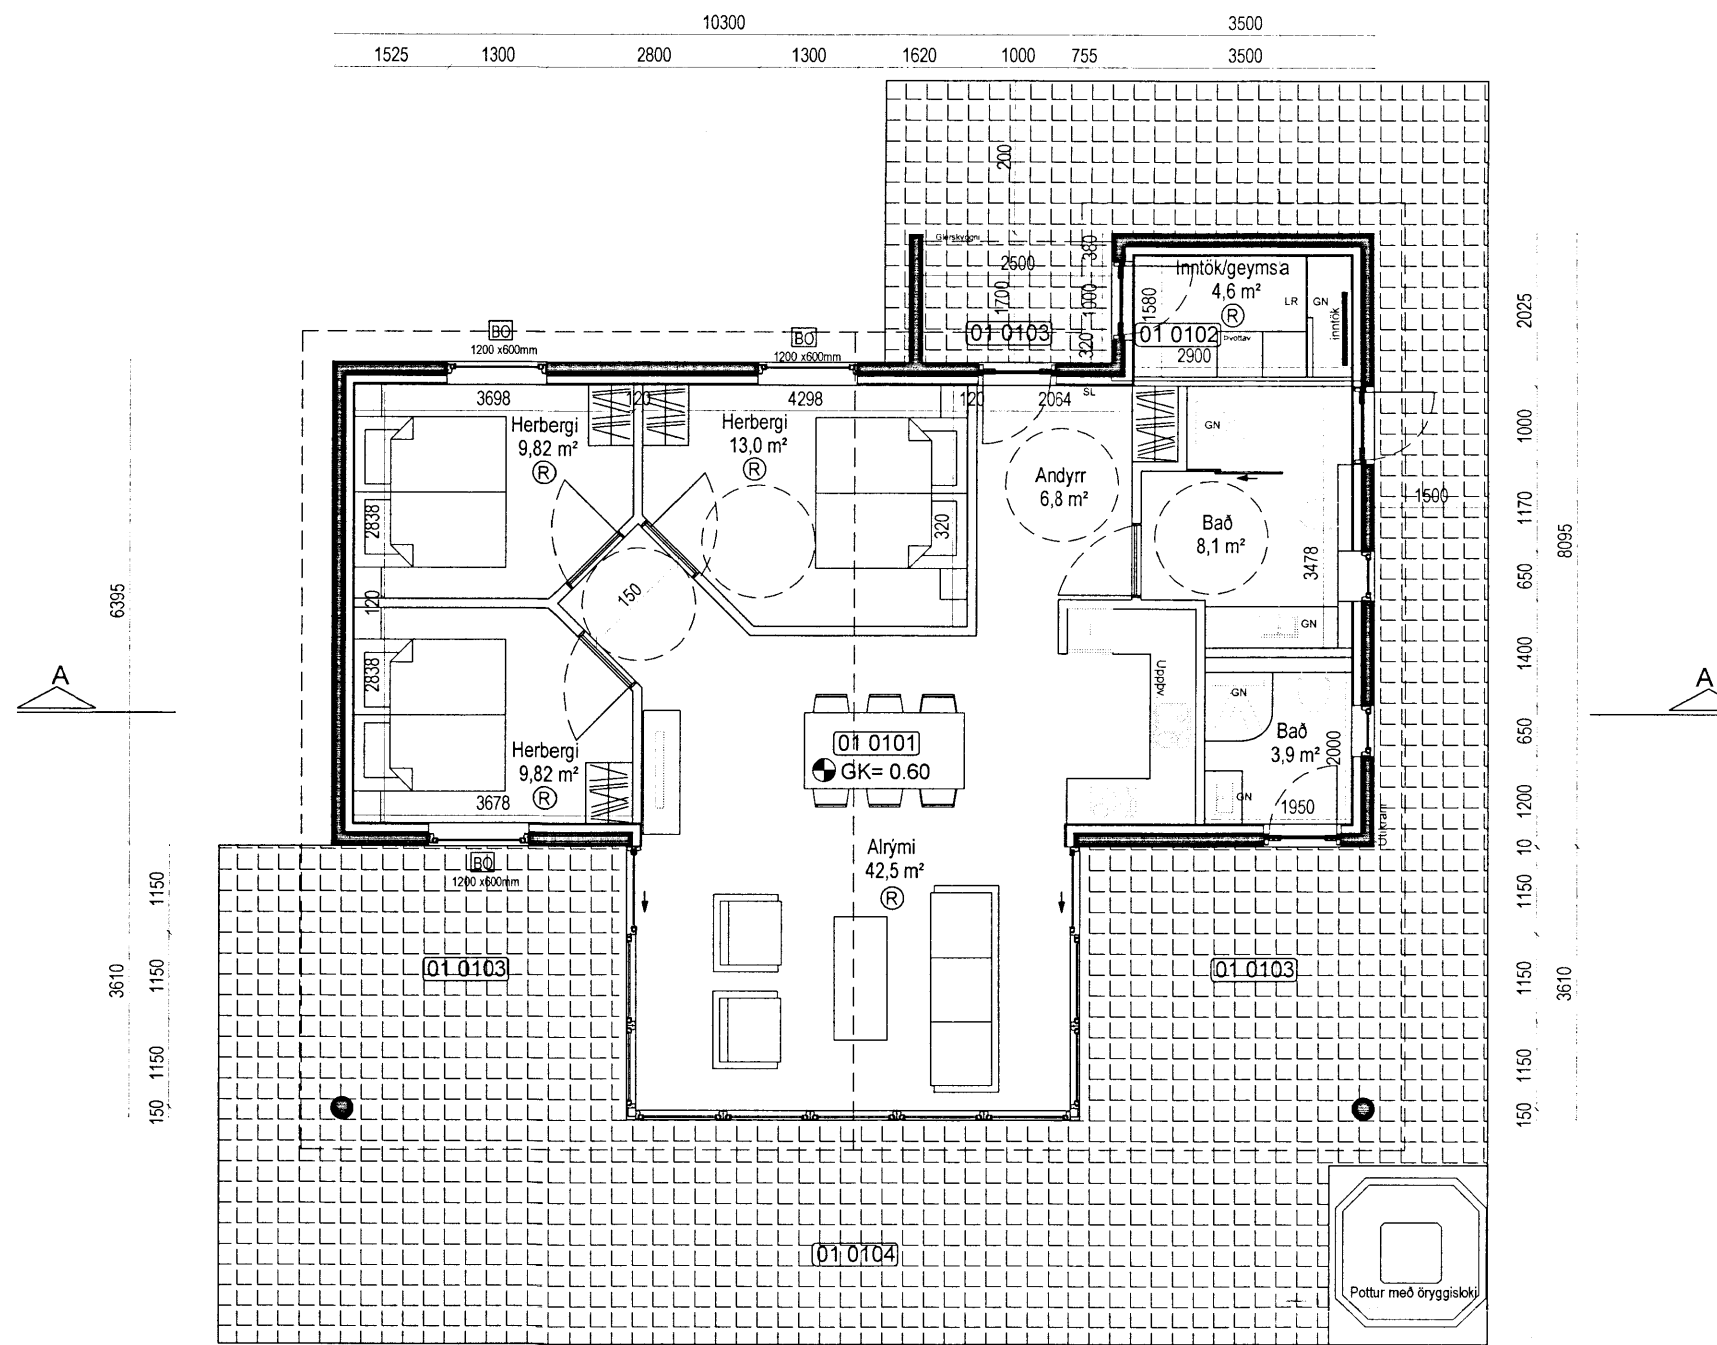 10300
3500
1525
1300
2800
1300
1620
1000
755
3500
200
Glerskyggni
2500
380
1700
1000
320
01 0103
Inntök/geymsa
4,6 m²
R
1580
LR
GN
inntök
01 0102
Þvottav
2900
2025
BO
1200 x600mm
BO
1200 x600mm
3698
120
4298
120
2064
SL
Herbergi
9,82 m²
R
Herbergi
13,0 m²
R
GN
1000
Andyrr
6,8 m²
1500
1170
2838
320
Bað
8,1 m²
3478
8095
650
6395
120
150
GN
1400
A
2838
Uppþv
GN
A
650
01 0101
GK= 0.60
Bað
3,9 m²
2000
Herbergi
9,82 m²
R
3678
GN
1950
1200
Útikrani
BO
1200 x600mm
Alrými
42,5 m²
R
10
1150
1150
01 0103
01 0103
3610
1150
1150
3610
1150
1150
150
150
01 0104
Pottur með öryggisloki